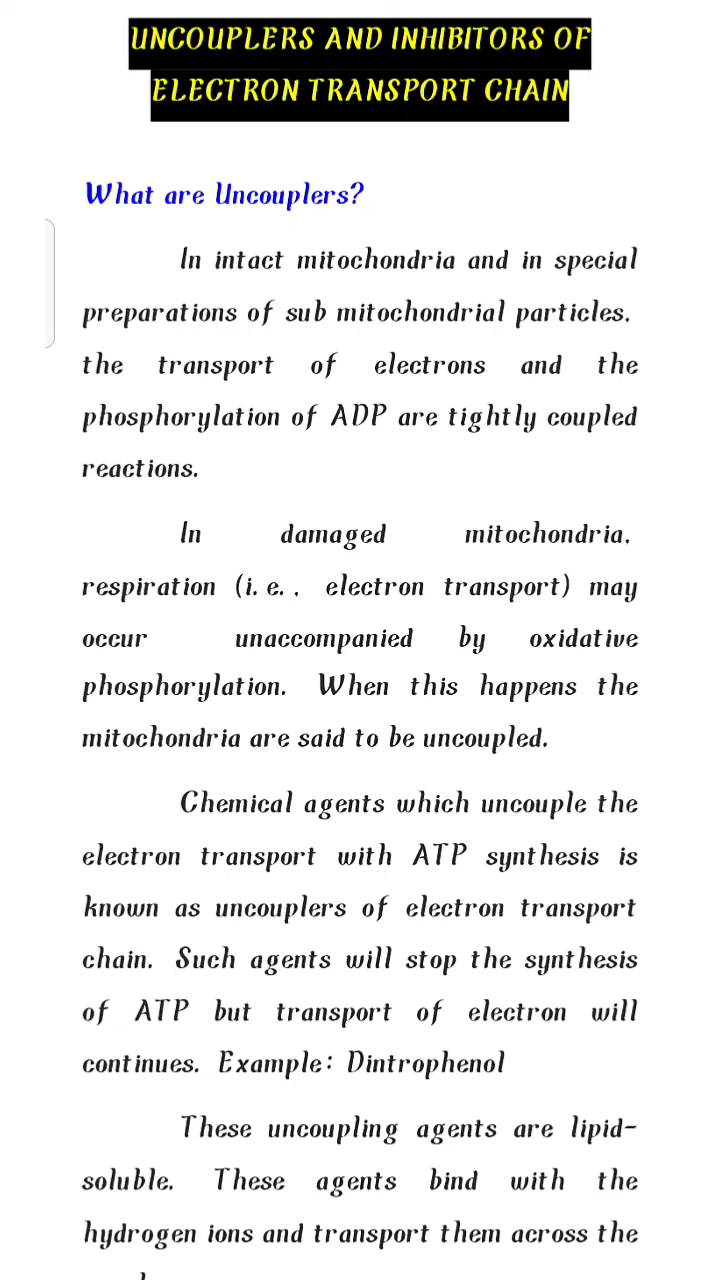 UNCOUPLERS AND INHIBITORS OF
ELECTRON TRANSPORT CHAIN
What are Uncouplers?
In intact mitochondria and in special
preparations of sub mitochondrial particles,
the transport of electrons and the
phosphorylation of ADP are tightly coupled
reactions.
In damaged mitochondria,
respiration (i.e., electron transport) may
occur unaccompanied by oxidative
phosphorylation. When this happens the
mitochondria are said to be uncoupled.
Chemical agents which uncouple the
electron transport with ATP synthesis is
known as uncouplers of electron transport
chain. Such agents will stop the synthesis
of ATP but transport of electron will
continues. Example: Dintrophenol
These uncoupling agents are lipid-
soluble. These agents bind with the
hydrogen ions and transport them across the